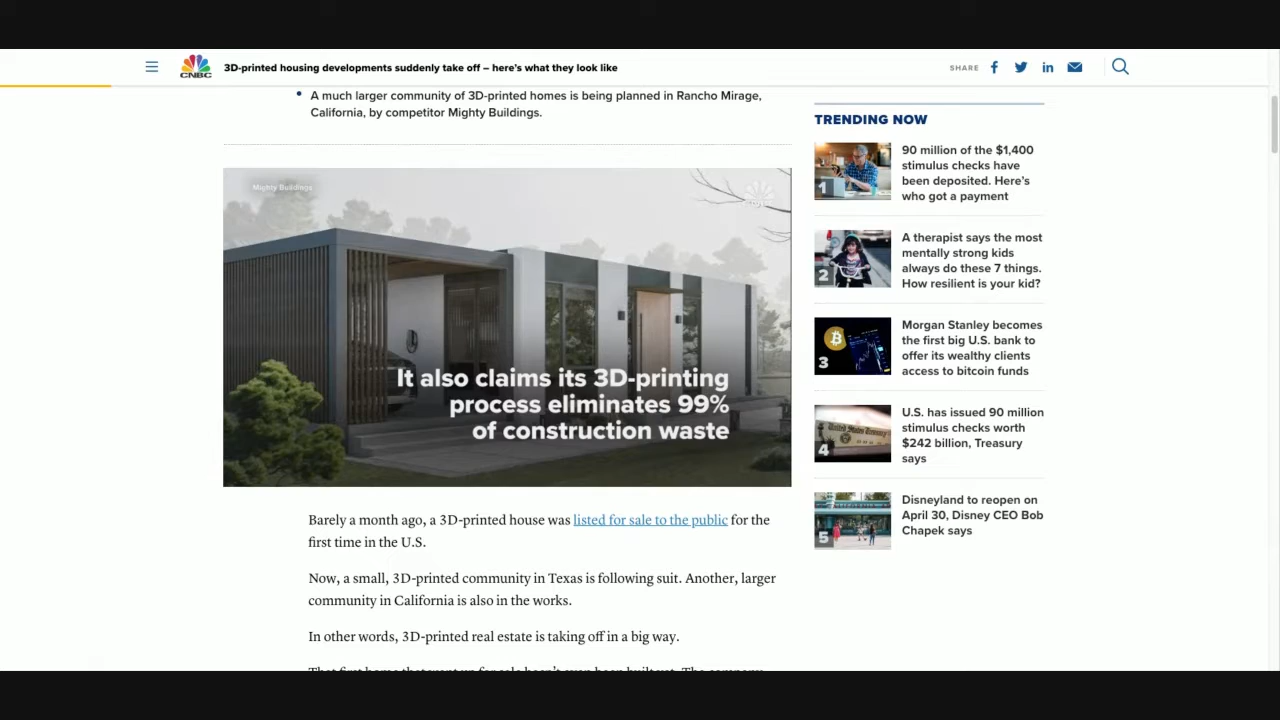 CNBC
3D-printed housing developments suddenly take off – here's what they look like
SHARE
A much larger community of 3D-printed homes is being planned in Rancho Mirage,
California, by competitor Mighty Buildings.
Mighty Buildings
It also claims its 3D-printing
process eliminates 99%
of construction waste
Barely a month ago, a 3D-printed house was listed for sale to the public for the
first time in the U.S.
Now, a small, 3D-printed community in Texas is following suit. Another, larger
community in California is also in the works.
In other words, 3D-printed real estate is taking off in a big way.
TRENDING NOW
1
90 million of the $1,400
stimulus checks have
been deposited. Here's
who got a payment
2
A therapist says the most
mentally strong kids
always do these 7 things.
How resilient is your kid?
3
Morgan Stanley becomes
the first big U.S. bank to
offer its wealthy clients
access to bitcoin funds
4
U.S. has issued 90 million
stimulus checks worth
$242 billion, Treasury
says
5
Disneyland to reopen on
April 30, Disney CEO Bob
Chapek says